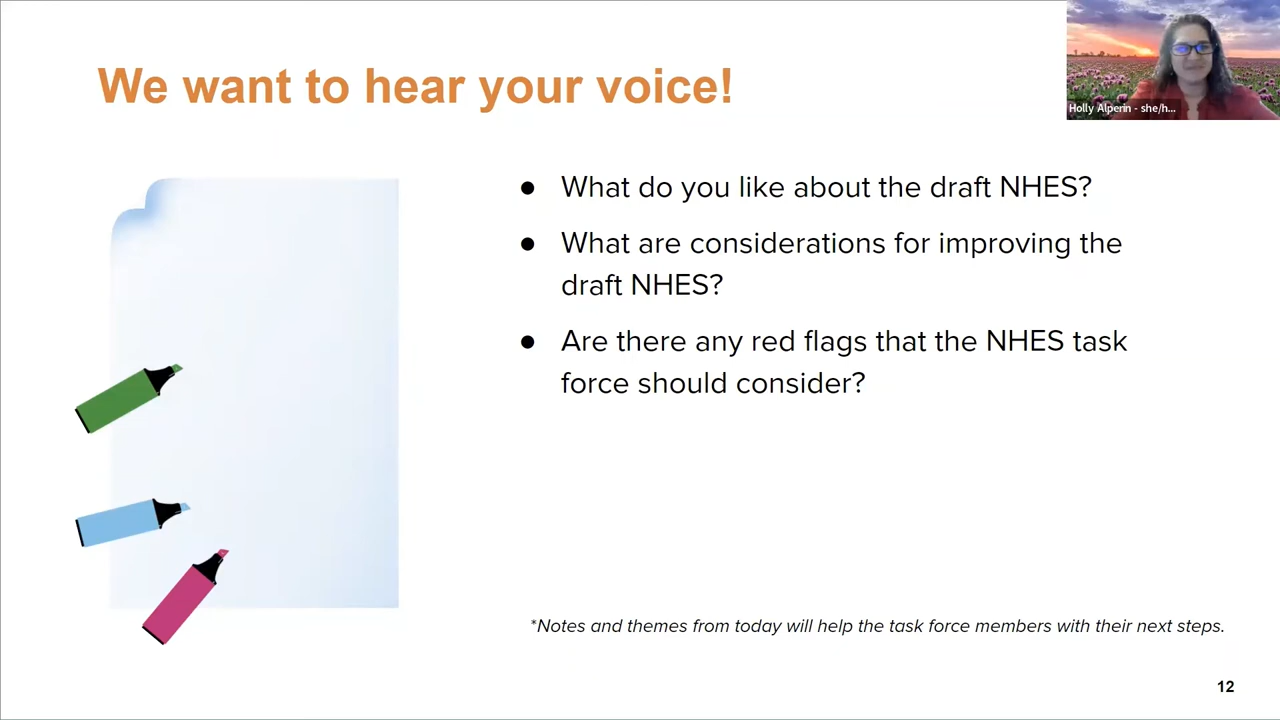 We want to hear your voice!
Holly Alperin - she/h...
● What do you like about the draft NHES?
● What are considerations for improving the
draft NHES?
● Are there any red flags that the NHES task
force should consider?
*Notes and themes from today will help the task force members with their next steps.
12